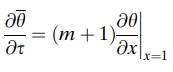 ∂θ̅/∂τ = (m + 1) ∂θ/∂x |ₓ₌₁